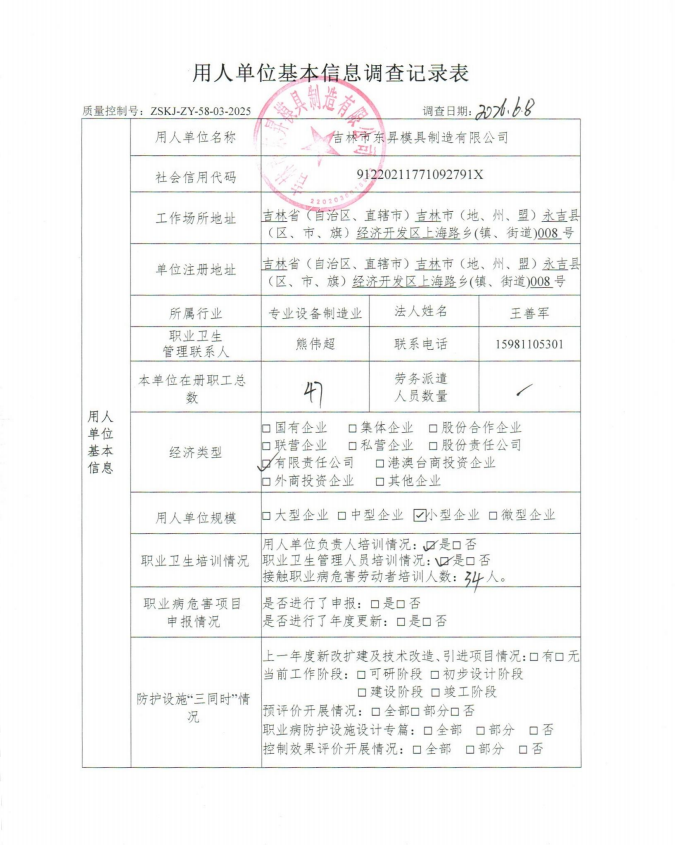 用人单位基本信息调查记录表
质量控制号：ZSKJ-ZY-58-03-2025 调查日期：2026.6.8
用人单位基本信息
用人单位名称 吉林市东昇模具制造有限公司
社会信用代码 91220211771092791X
工作场所地址 吉林省（自治区、直辖市）吉林市（地、州、盟）永吉县
（区、市、旗）经济开发区上海路乡(镇、街道)008 号
单位注册地址 吉林省（自治区、直辖市）吉林市（地、州、盟）永吉县
（区、市、旗）经济开发区上海路乡(镇、街道)008 号
所属行业 专业设备制造业 法人姓名 王善军
职业卫生
管理联系人 熊伟超 联系电话 15981105301
本单位在册职工总
数 47 劳务派遣
人员数量 ✓
经济类型 □国有企业 □集体企业 □股份合作企业
□联营企业 □私营企业 □股份责任公司
☑有限责任公司 □港澳台商投资企业
□外商投资企业 □其他企业
用人单位规模 □大型企业 □中型企业 ☑小型企业 □微型企业
职业卫生培训情况 用人单位负责人培训情况：☑是□否
职业卫生管理人员培训情况：☑是□否
接触职业病危害劳动者培训人数：34人。
职业病危害项目
申报情况 是否进行了申报：□是□否
是否进行了年度更新：□是□否
防护设施“三同时”情
况 上一年度新改扩建及技术改造、引进项目情况：□有□无
当前工作阶段：□可研阶段 □初步设计阶段
□建设阶段 □竣工阶段
预评价开展情况：□全部□部分□否
职业病防护设施设计专篇：□全部 □部分 □否
控制效果评价开展情况：□全部 □部分 □否